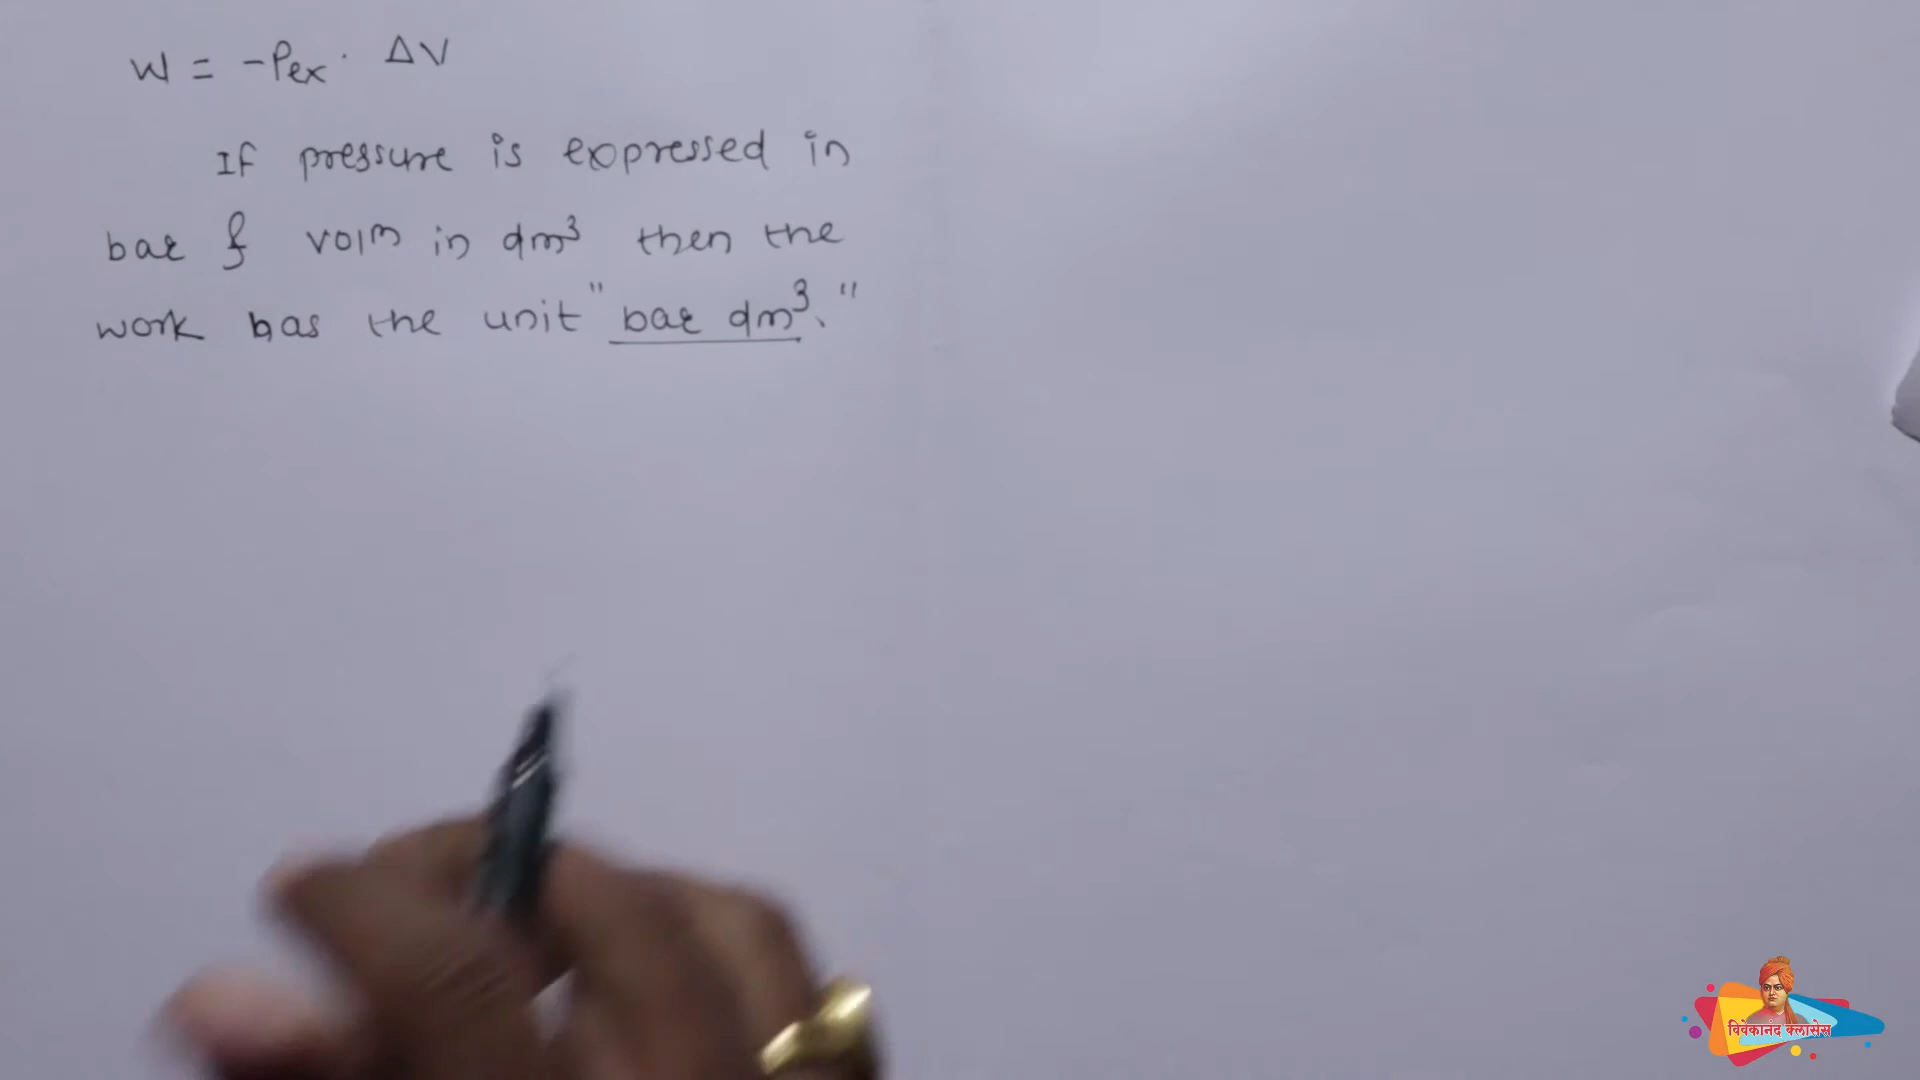 W = -Pex · ΔV
If pressure is expressed in
bar & volm in dm³ then the
work has the unit "bar dm³."
विवेकानंद क्लासेस